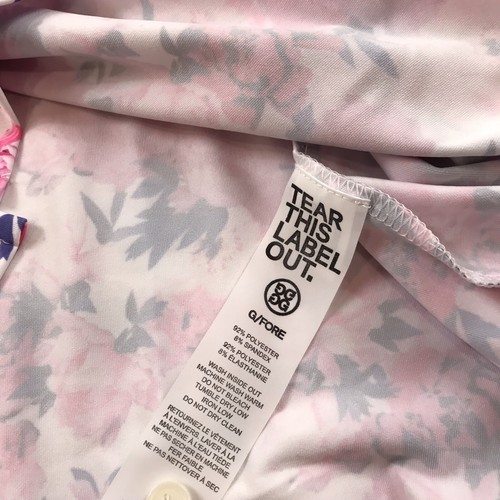 TEAR
THIS
LABEL
OUT.
G/FORE
92% POLYESTER
8% SPANDEX
92% POLYESTER
8% ÉLASTHANNE
WASH INSIDE OUT
MACHINE WASH WARM
DO NOT BLEACH
TUMBLE DRY LOW
IRON LOW
DO NOT DRY CLEAN
RETOURNEZ LE VÊTEMENT
À L'ENVERS, LAVER À LA
MACHINE À L'EAU TIÈDE
NE PAS SÉCHER EN MACHINE
FER FAIBLE
NE PAS NETTOYER À SEC